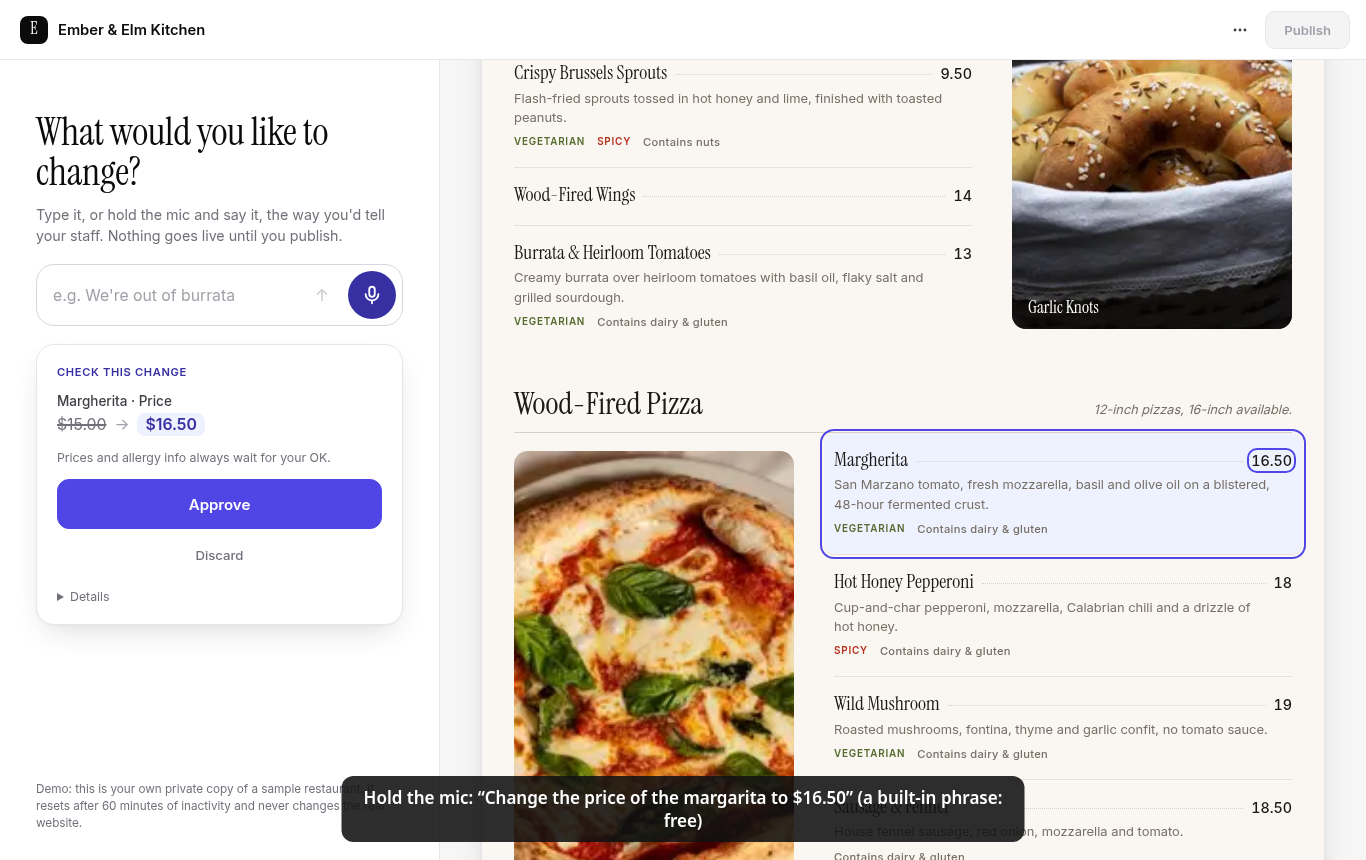 E
Ember & Elm Kitchen
Publish
What would you like to
change?
Type it, or hold the mic and say it, the way you'd tell
your staff. Nothing goes live until you publish.
e.g. We're out of burrata
CHECK THIS CHANGE
Margherita · Price
$15.00 → $16.50
Prices and allergy info always wait for your OK.
Approve
Discard
Details
Demo: this is your own private copy of a sample restaurant. It
resets after 60 minutes of inactivity and never changes the real
website.
Crispy Brussels Sprouts 9.50
Flash-fried sprouts tossed in hot honey and lime, finished with toasted
peanuts.
VEGETARIAN SPICY Contains nuts
Wood-Fired Wings 14
Burrata & Heirloom Tomatoes 13
Creamy burrata over heirloom tomatoes with basil oil, flaky salt and
grilled sourdough.
VEGETARIAN Contains dairy & gluten
Garlic Knots
Wood-Fired Pizza
12-inch pizzas, 16-inch available.
Margherita 16.50
San Marzano tomato, fresh mozzarella, basil and olive oil on a blistered,
48-hour fermented crust.
VEGETARIAN Contains dairy & gluten
Hot Honey Pepperoni 18
Cup-and-char pepperoni, mozzarella, Calabrian chili and a drizzle of
hot honey.
SPICY Contains dairy & gluten
Wild Mushroom 19
Roasted mushrooms, fontina, thyme and garlic confit, no tomato sauce.
VEGETARIAN Contains dairy & gluten
Sausage & Fennel 18.50
House fennel sausage, red onion, mozzarella and tomato.
Contains dairy & gluten
Hold the mic: “Change the price of the margarita to $16.50” (a built-in phrase:
free)